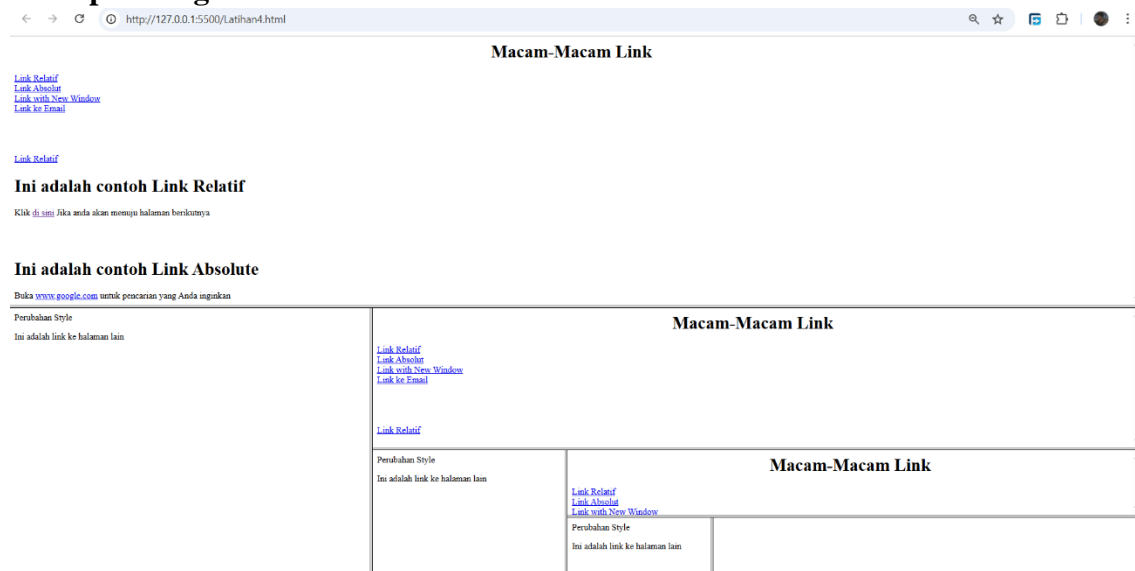 http://127.0.0.1:5500/Latihan4.html
Macam-Macam Link
Link Relatif
Link Absolut
Link with New Window
Link ke Email
Link Relatif
Ini adalah contoh Link Relatif
Klik di sini Jika anda akan menuju halaman berikutnya
Ini adalah contoh Link Absolute
Buka www.google.com untuk pencarian yang Anda inginkan
Perubahan Style
Ini adalah link ke halaman lain
Macam-Macam Link
Link Relatif
Link Absolut
Link with New Window
Link ke Email
Link Relatif
Perubahan Style
Ini adalah link ke halaman lain
Macam-Macam Link
Link Relatif
Link Absolut
Link with New Window
Perubahan Style
Ini adalah link ke halaman lain